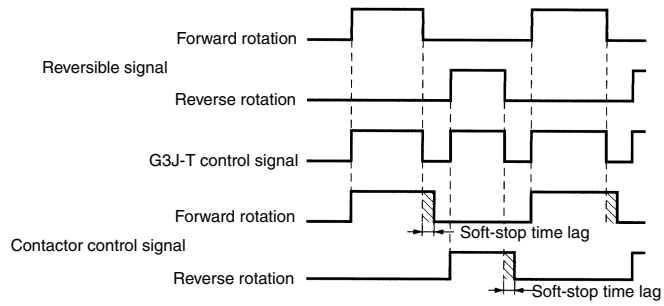 Forward rotation
Reversible signal
Reverse rotation
G3J-T control signal
Forward rotation
Soft-stop time lag
Contactor control signal
Reverse rotation
Soft-stop time lag